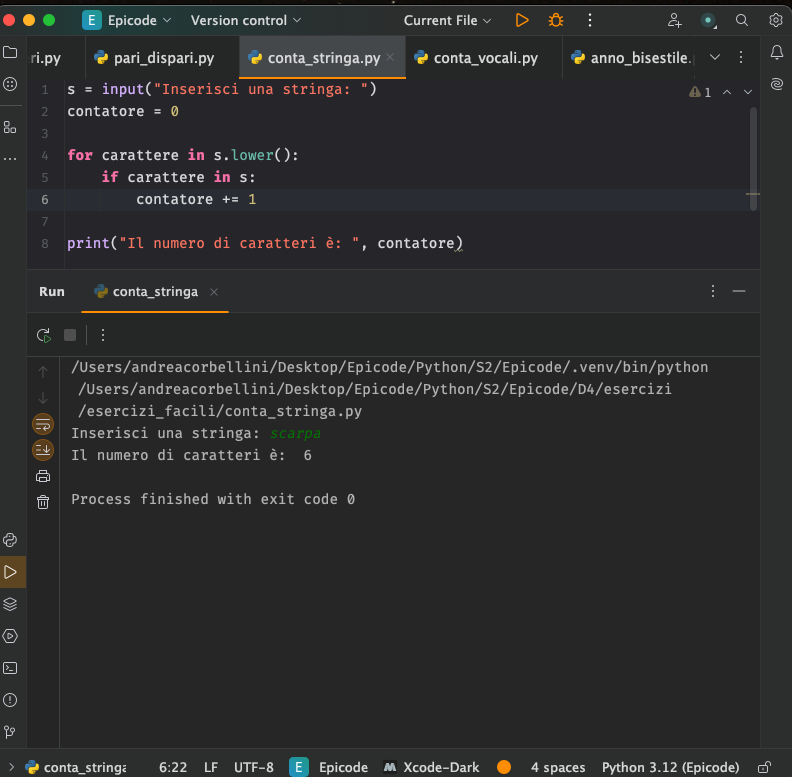 E Epicode Version control Current File
ri.py pari_dispari.py conta_stringa.py conta_vocali.py anno_bisestile.
1 s = input("Inserisci una stringa: ") 1
2 contatore = 0
3
4 for carattere in s.lower():
5 if carattere in s:
6 contatore += 1
7
8 print("Il numero di caratteri è: ", contatore)
Run conta_stringa
/Users/andreacorbellini/Desktop/Epicode/Python/S2/Epicode/.venv/bin/python
/Users/andreacorbellini/Desktop/Epicode/Python/S2/Epicode/D4/esercizi
/esercizi_facili/conta_stringa.py
Inserisci una stringa: scarpa
Il numero di caratteri è:  6
Process finished with exit code 0
conta_stringa 6:22 LF UTF-8 E Epicode Xcode-Dark 4 spaces Python 3.12 (Epicode)